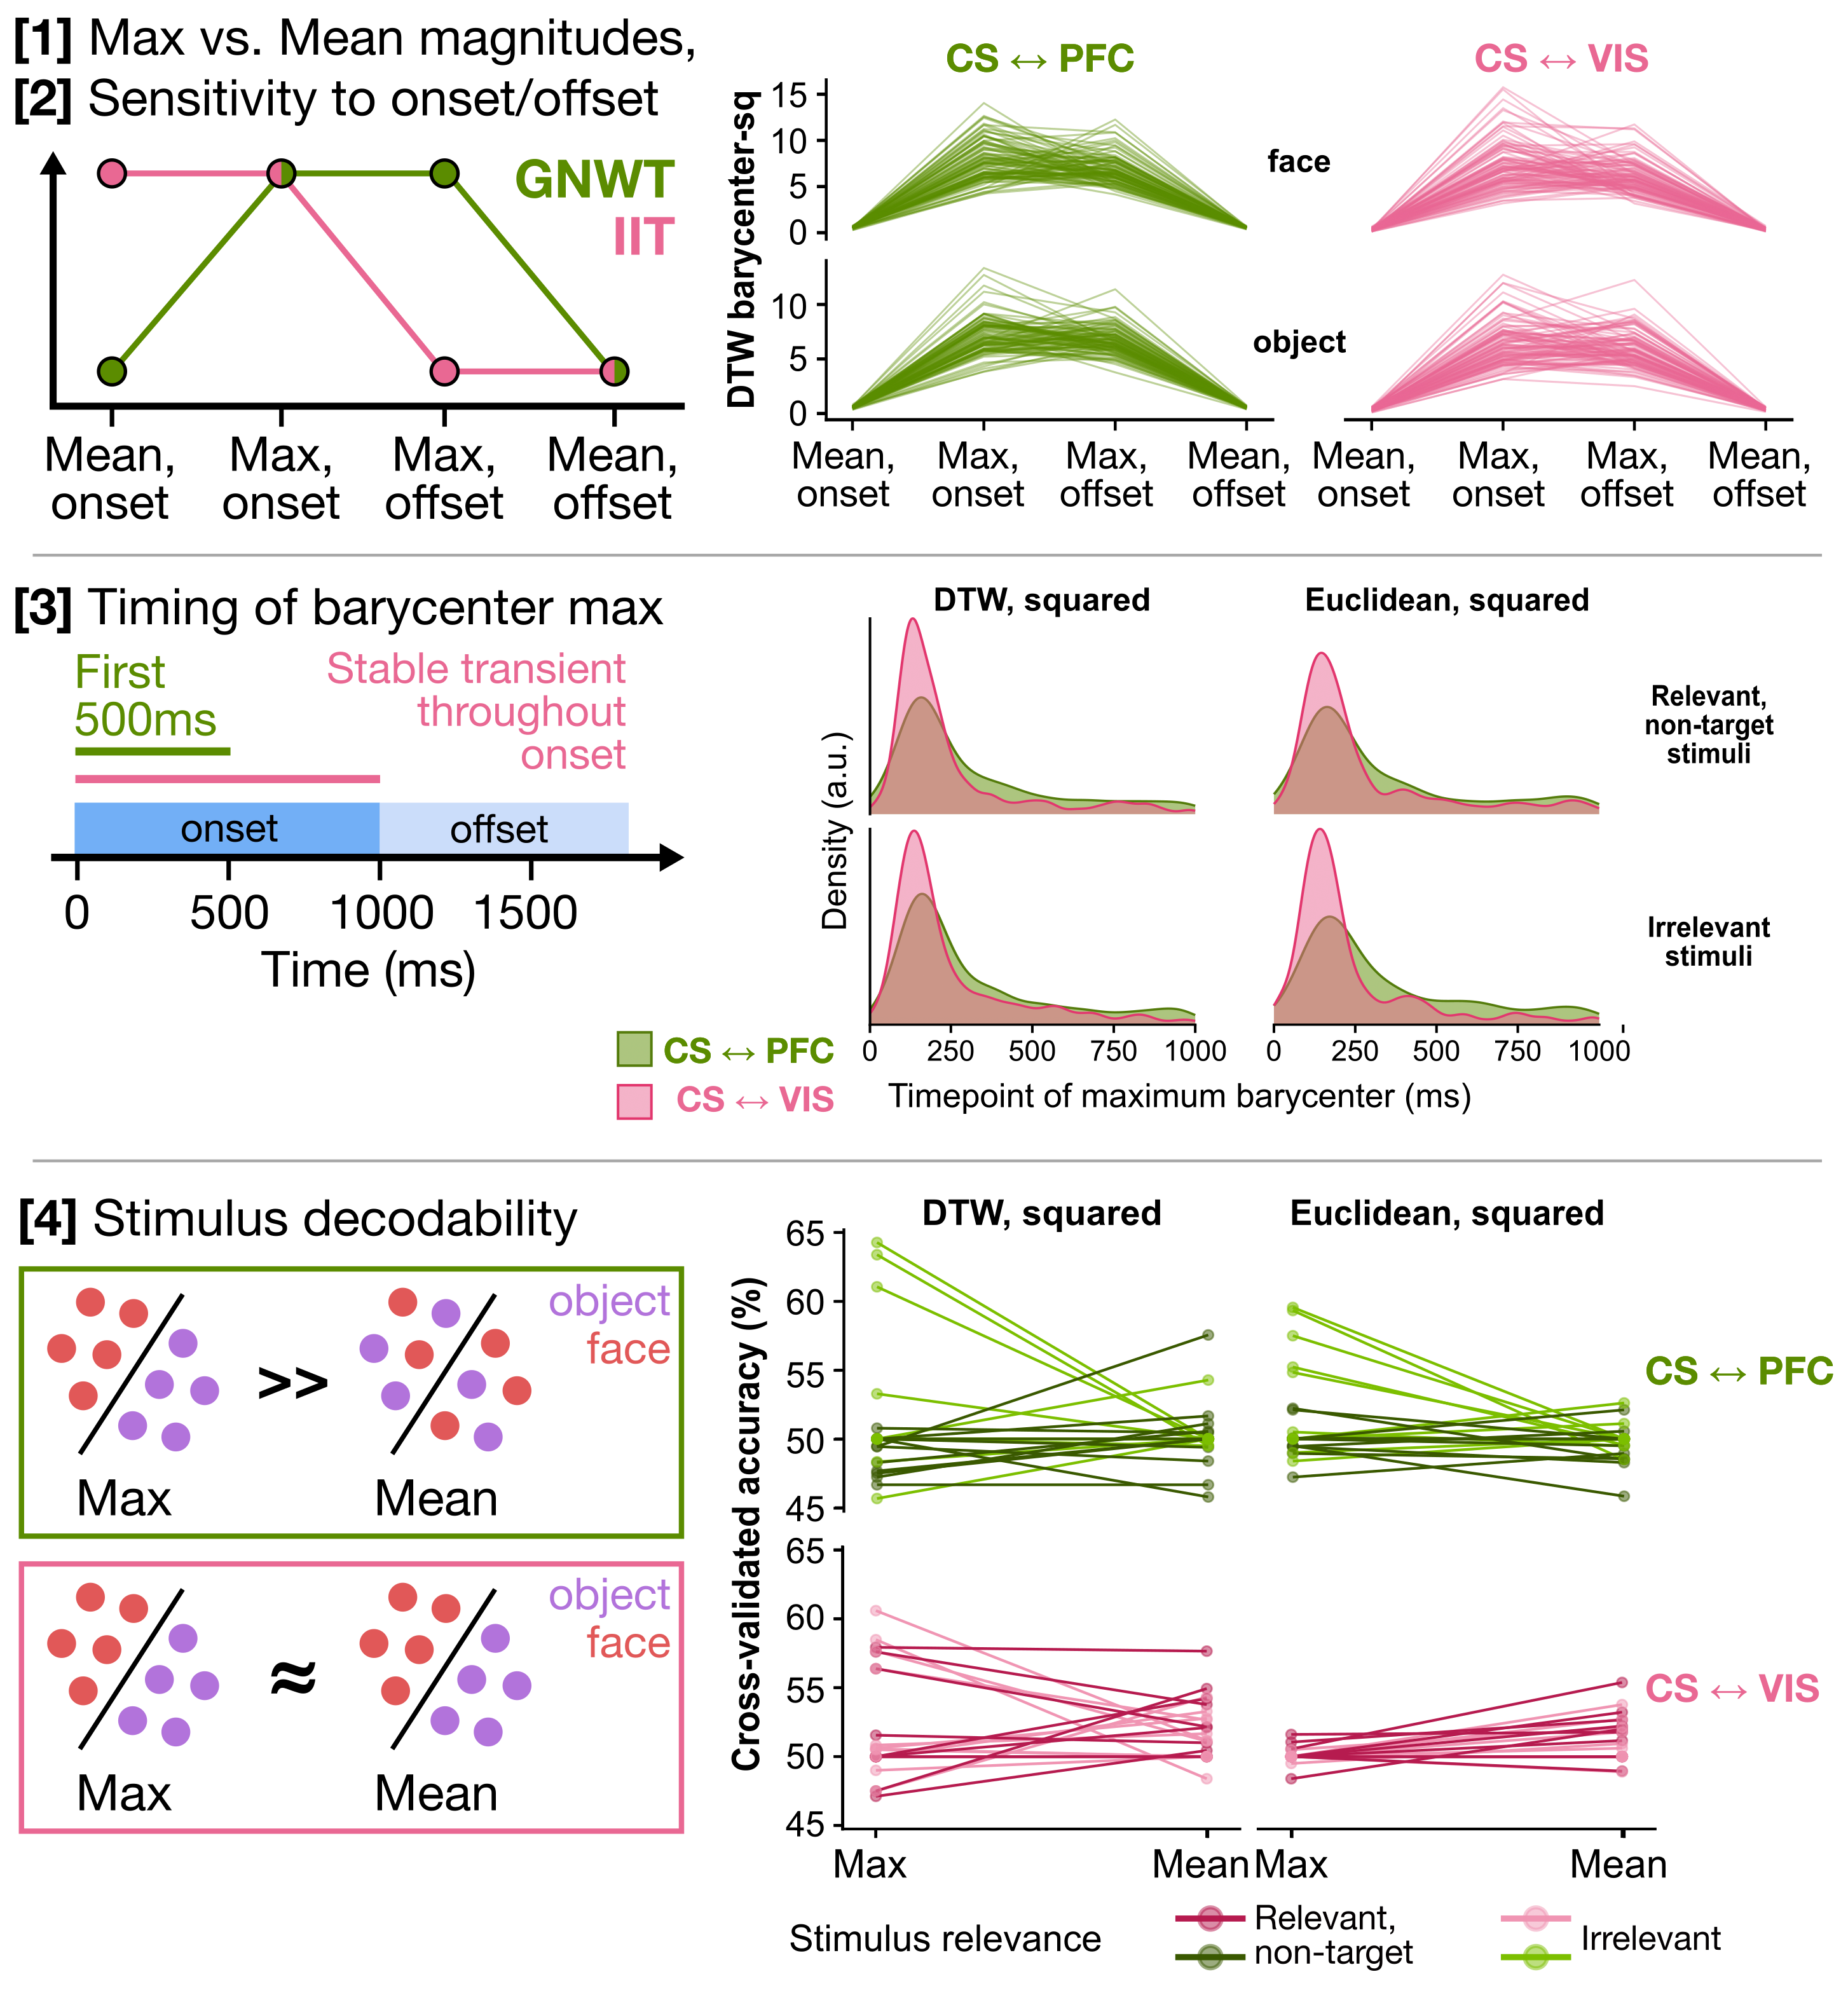 [1] Max vs. Mean magnitudes,
[2] Sensitivity to onset/offset
GNWT
IIT
Mean, onset
Max, onset
Max, offset
Mean, offset
CS ↔ PFC
CS ↔ VIS
DTW barycenter-sq
15
10
5
0
face
10
5
0
object
Mean, onset
Max, onset
Max, offset
Mean, offset
Mean, onset
Max, onset
Max, offset
Mean, offset
[3] Timing of barycenter max
First
500ms
Stable transient
throughout
onset
onset
offset
0 500 1000 1500
Time (ms)
DTW, squared
Euclidean, squared
Density (a.u.)
Relevant,
non-target
stimuli
Irrelevant
stimuli
CS ↔ PFC
CS ↔ VIS
0 250 500 750 1000
0 250 500 750 1000
Timepoint of maximum barycenter (ms)
[4] Stimulus decodability
object
face
>>
Max
Mean
object
face
≈
Max
Mean
DTW, squared
Euclidean, squared
Cross-validated accuracy (%)
65
60
55
50
45
CS ↔ PFC
65
60
55
50
45
CS ↔ VIS
Max
Mean
Max
Mean
Stimulus relevance
Relevant,
non-target
Irrelevant